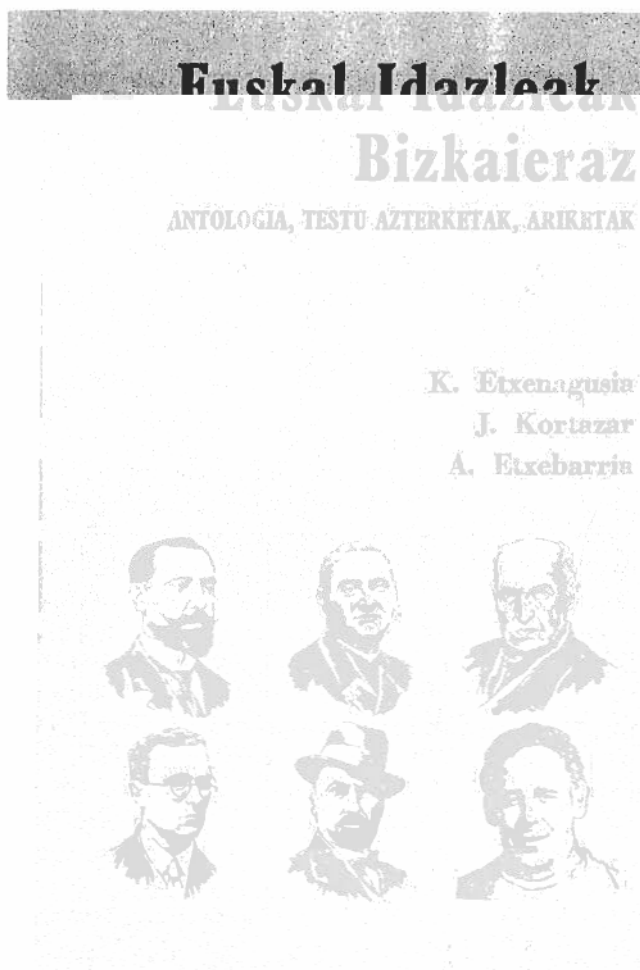 Euskal Idazleak
Bizkaieraz
ANTOLOGIA, TESTU AZTERKETAK, ARIKETAK
K. Etxenagusia
J. Kortazar
A. Etxebarria